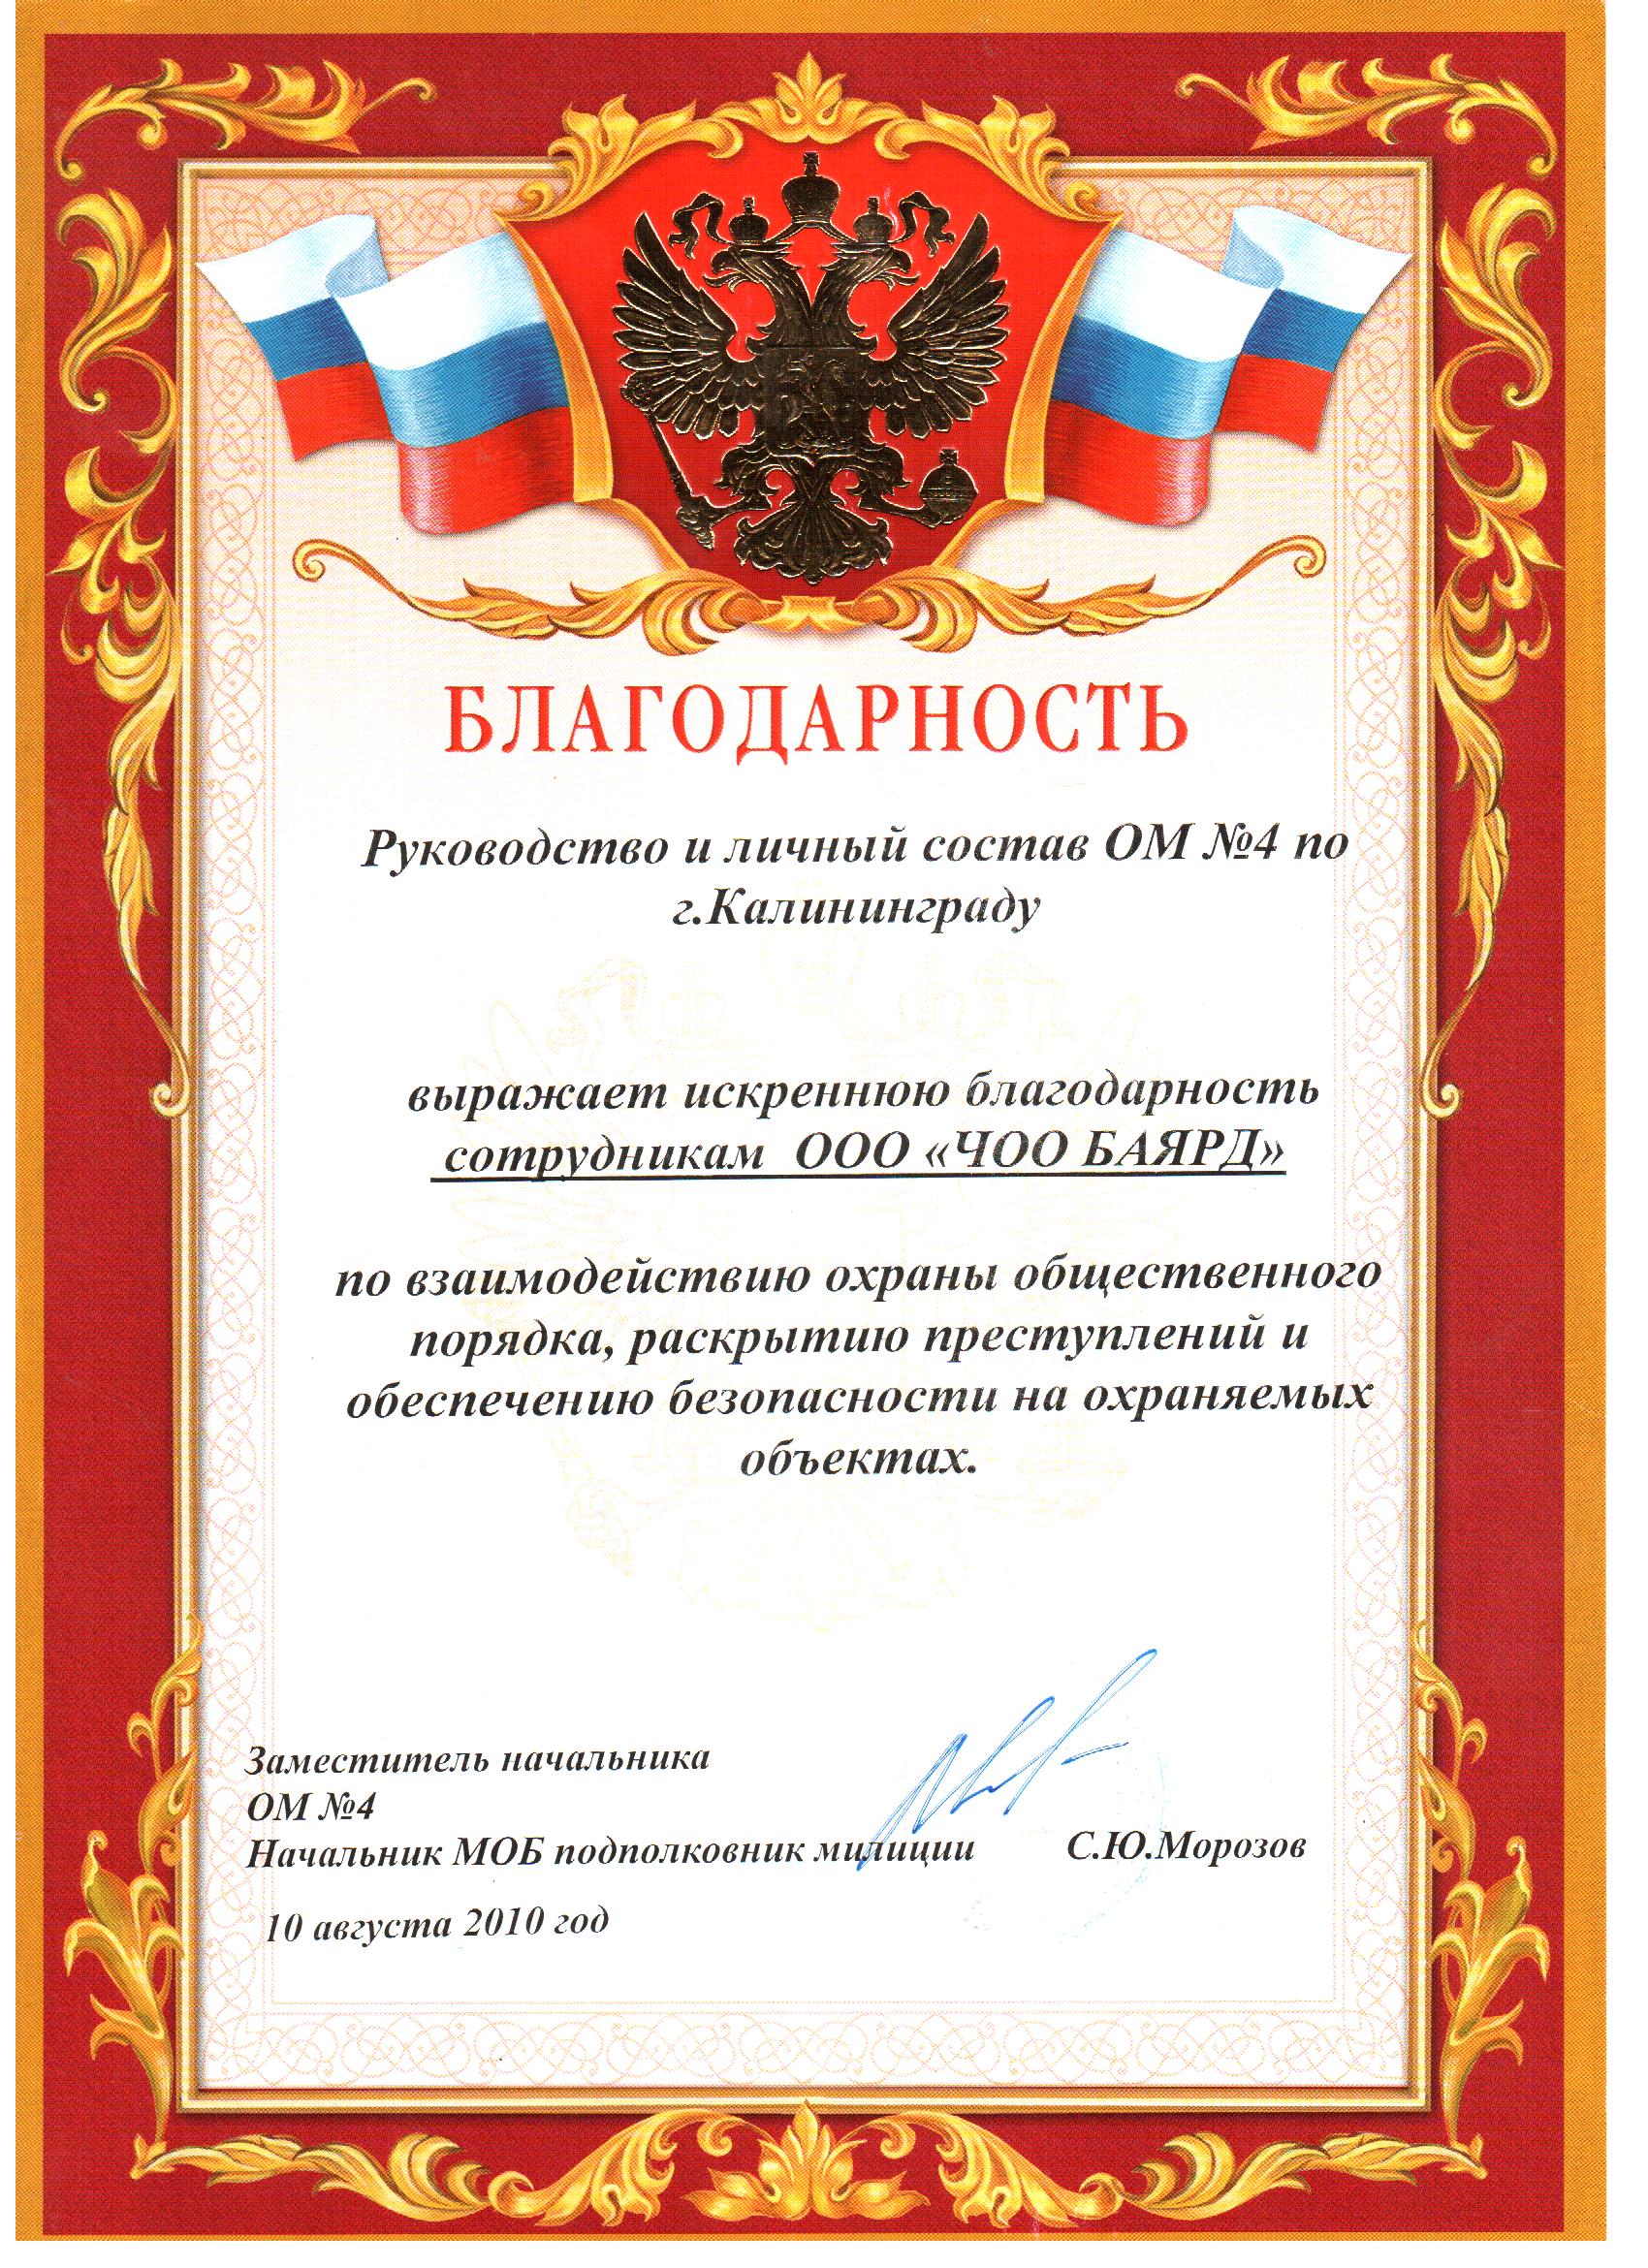 БЛАГОДАРНОСТЬ
Руководство и личный состав ОМ №4 по
г.Калининграду
выражает искреннюю благодарность
сотрудникам ООО «ЧОО БАЯРД»
по взаимодействию охраны общественного
порядка, раскрытию преступлений и
обеспечению безопасности на охраняемых
объектах.
Заместитель начальника
ОМ №4
Начальник МОБ подполковник милиции С.Ю.Морозов
10 августа 2010 год